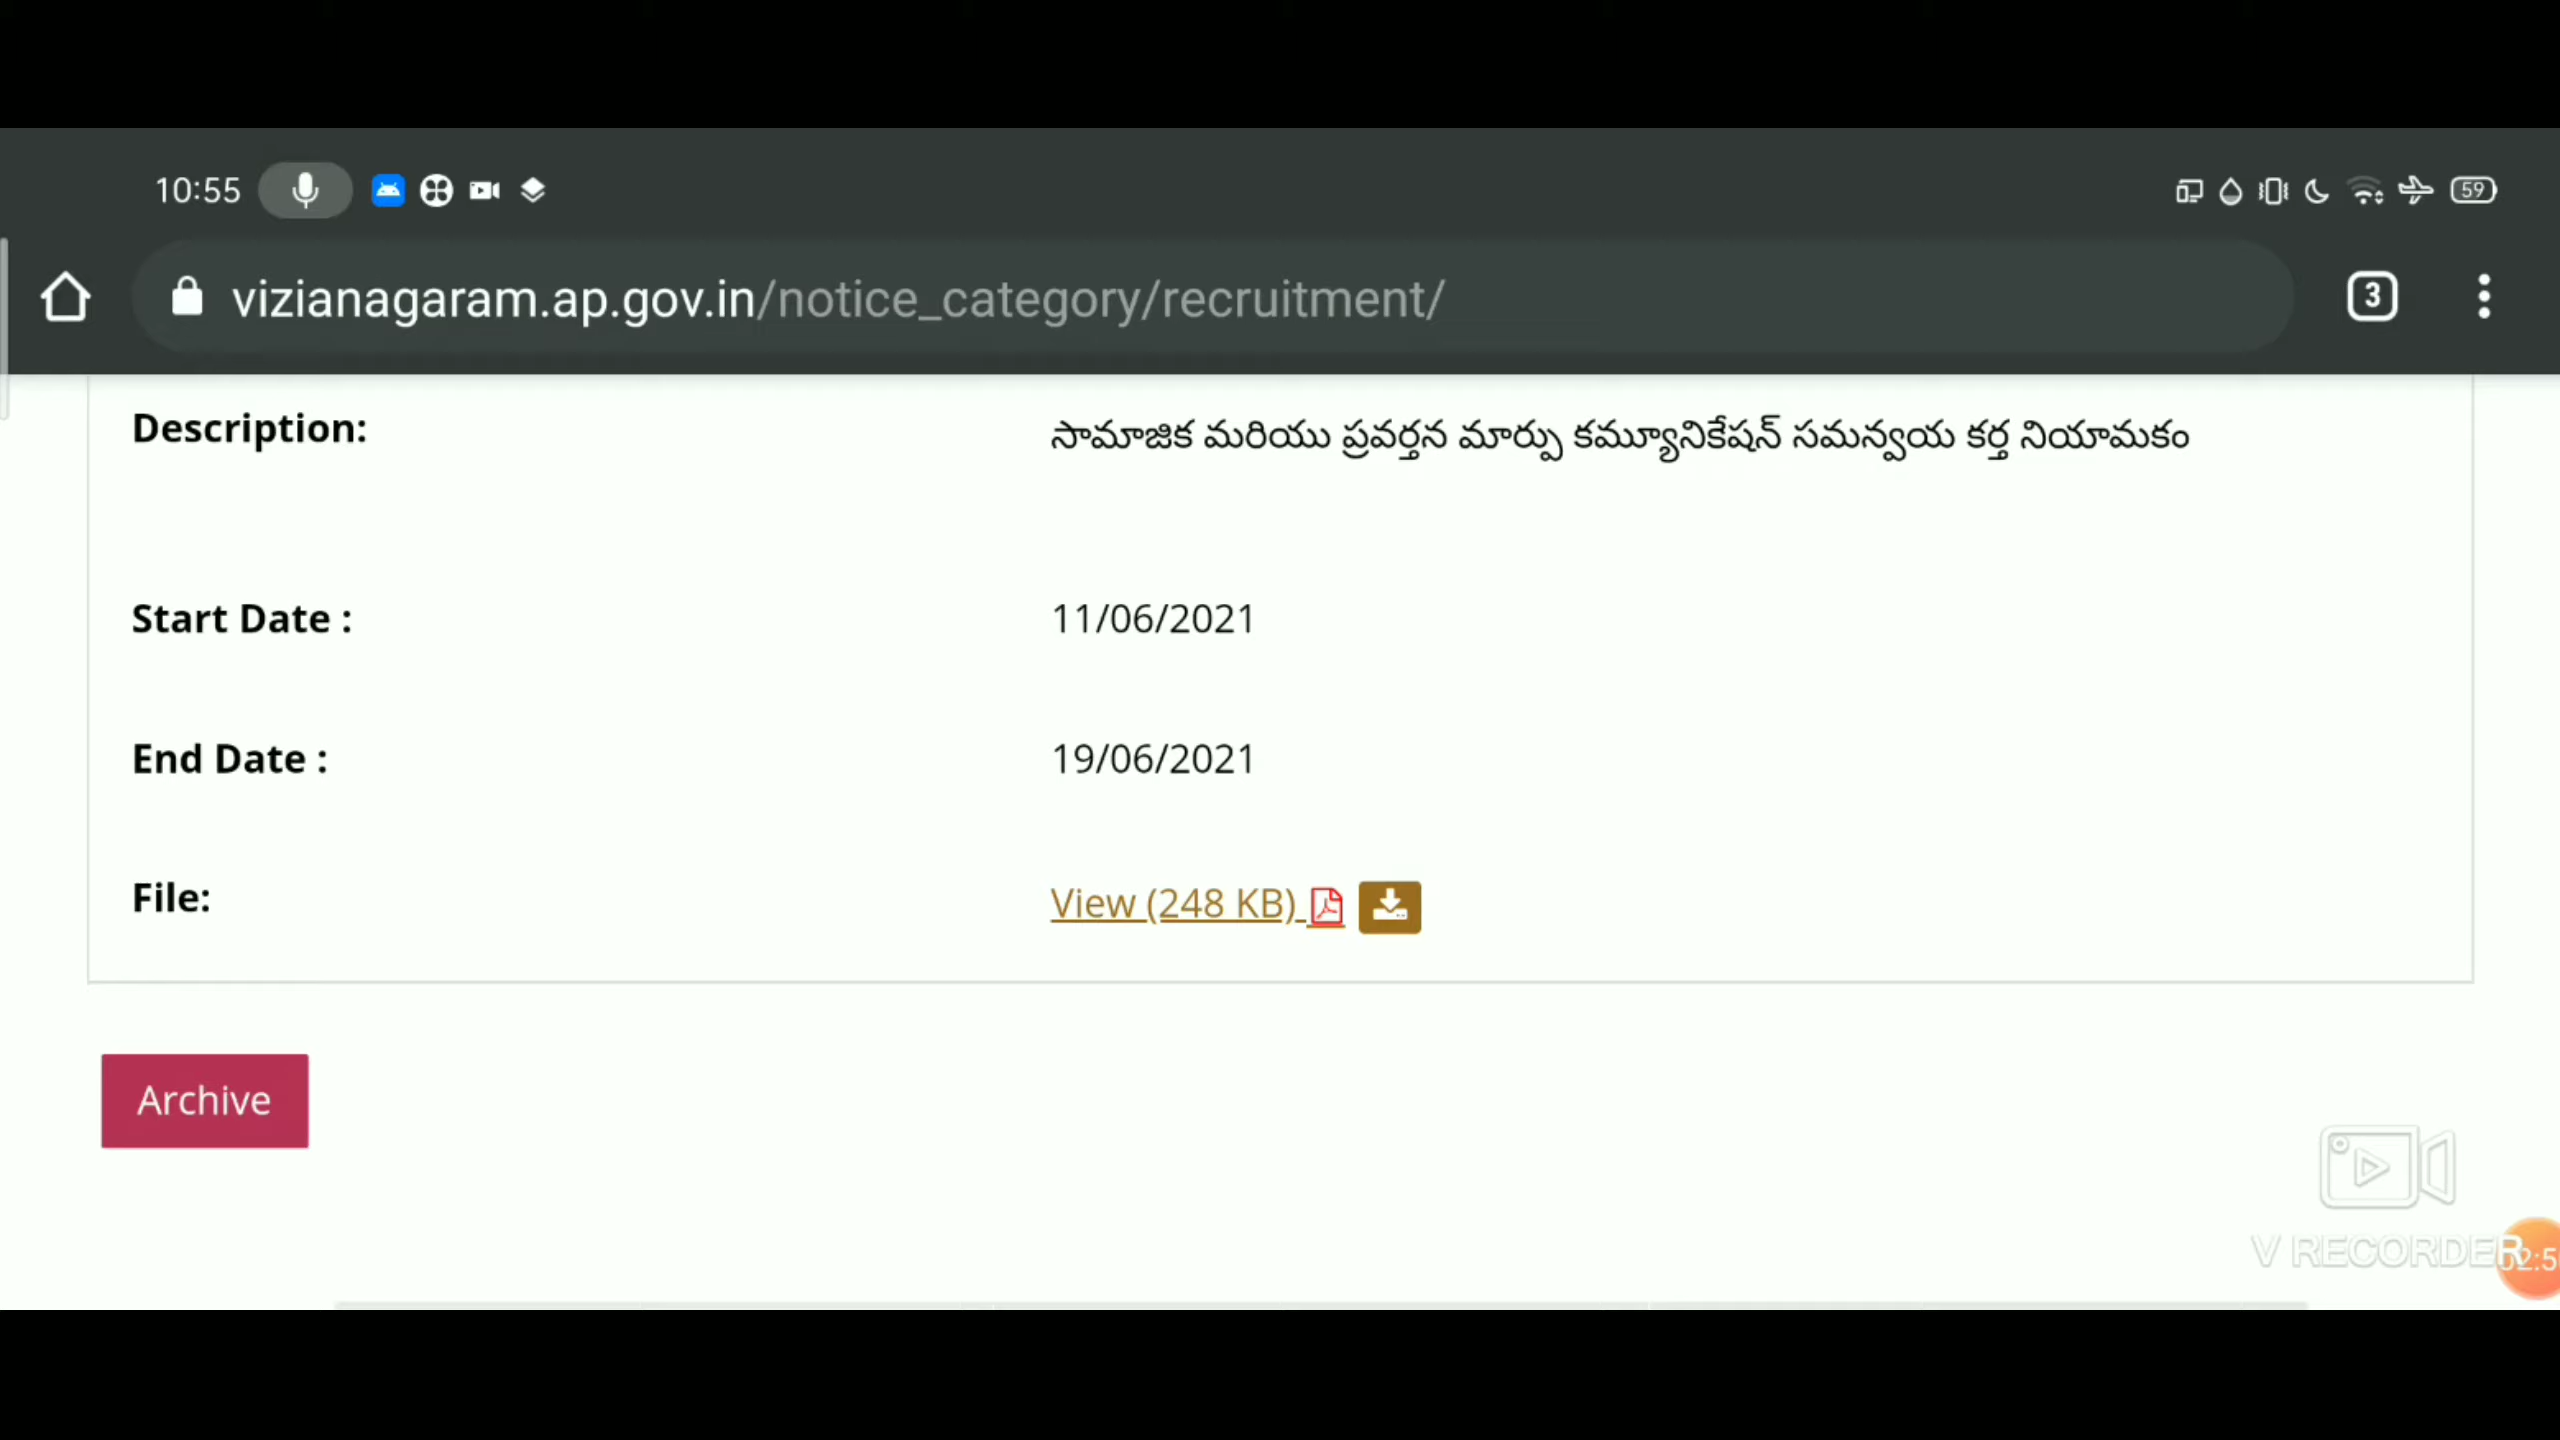 10:55
59
vizianagaram.ap.gov.in/notice_category/recruitment/
3
Description: సామాజిక మరియు ప్రవర్తన మార్పు కమ్యూనికేషన్ సమన్వయ కర్త నియామకం
Start Date : 11/06/2021
End Date : 19/06/2021
File: View (248 KB)
Archive
V RECORDER